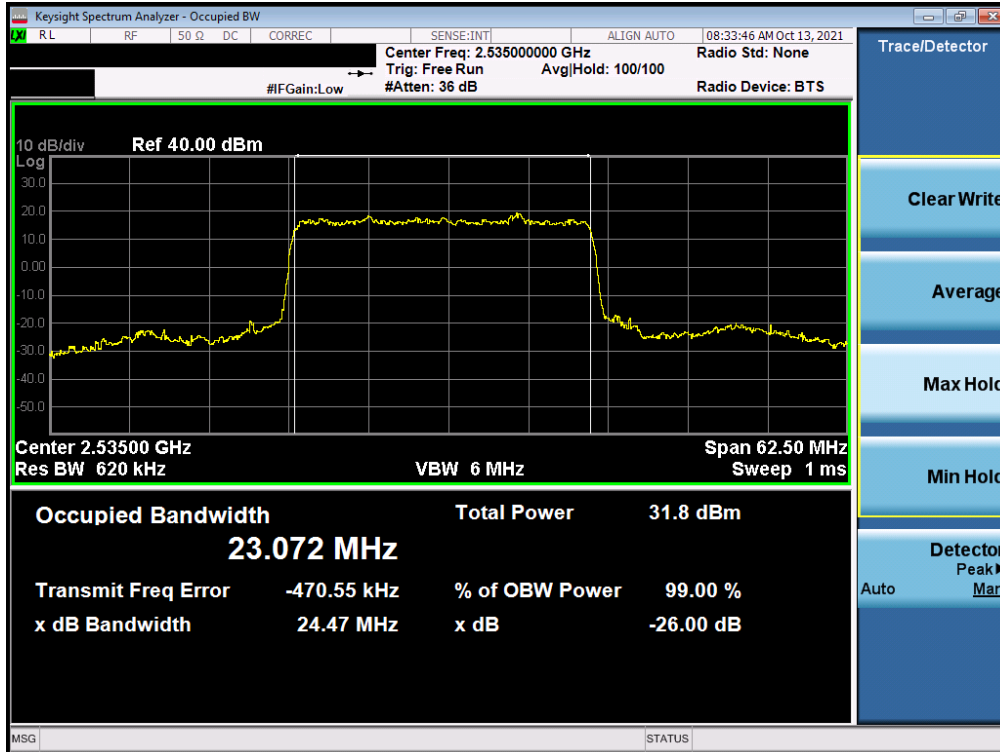 Keysight Spectrum Analyzer - Occupied BW
LXI RL RF 50 Ω DC CORREC SENSE:INT ALIGN AUTO 08:33:46 AM Oct 13, 2021
Center Freq: 2.535000000 GHz Radio Std: None
Trig: Free Run Avg|Hold: 100/100
#IFGain:Low #Atten: 36 dB Radio Device: BTS
Trace/Detector
10 dB/div Ref 40.00 dBm
Log
30.0
20.0
10.0
0.00
-10.0
-20.0
-30.0
-40.0
-50.0
Center 2.53500 GHz Span 62.50 MHz
Res BW 620 kHz VBW 6 MHz Sweep 1 ms
Occupied Bandwidth Total Power 31.8 dBm
23.072 MHz
Transmit Freq Error -470.55 kHz % of OBW Power 99.00 %
x dB Bandwidth 24.47 MHz x dB -26.00 dB
Clear Write
Average
Max Hold
Min Hold
Detector
Peak
Auto Man
MSG STATUS